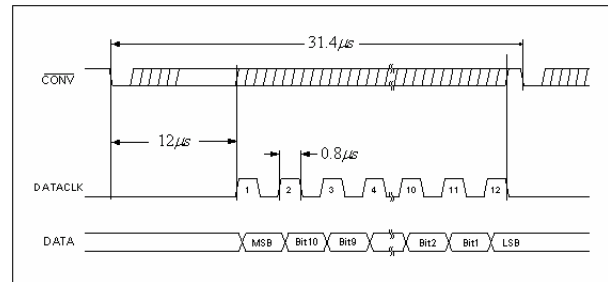 31.4μs
CONV
12μs
0.8μs
DATACLK 1 2 3 4 10 11 12
DATA MSB Bit10 Bit9 Bit2 Bit1 LSB